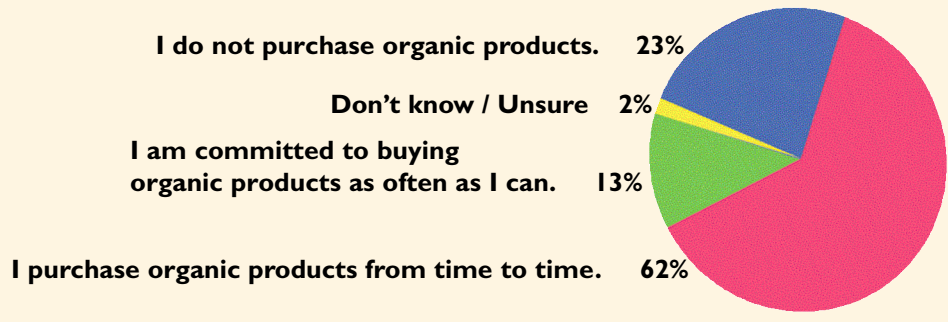 I do not purchase organic products. 23%
Don’t know / Unsure 2%
I am committed to buying
organic products as often as I can. 13%
I purchase organic products from time to time. 62%